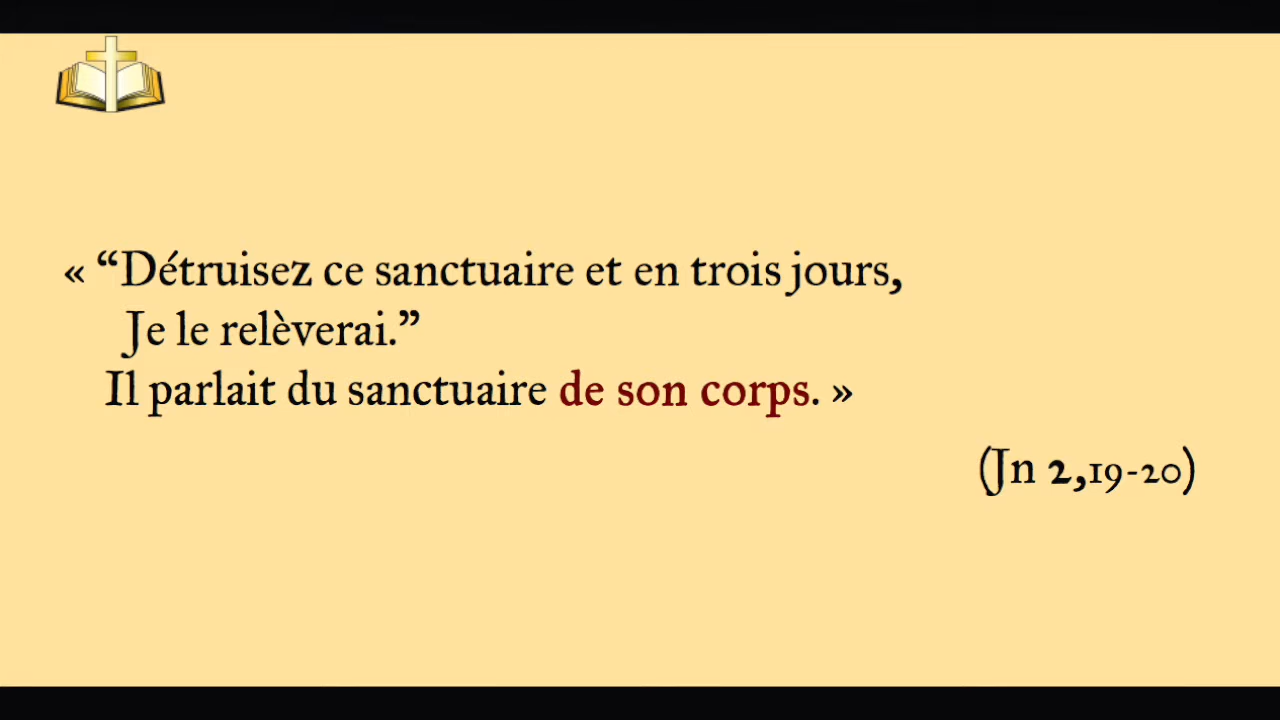 « “Détruisez ce sanctuaire et en trois jours,
Je le relèverai.”
Il parlait du sanctuaire de son corps. »
(Jn 2,19-20)